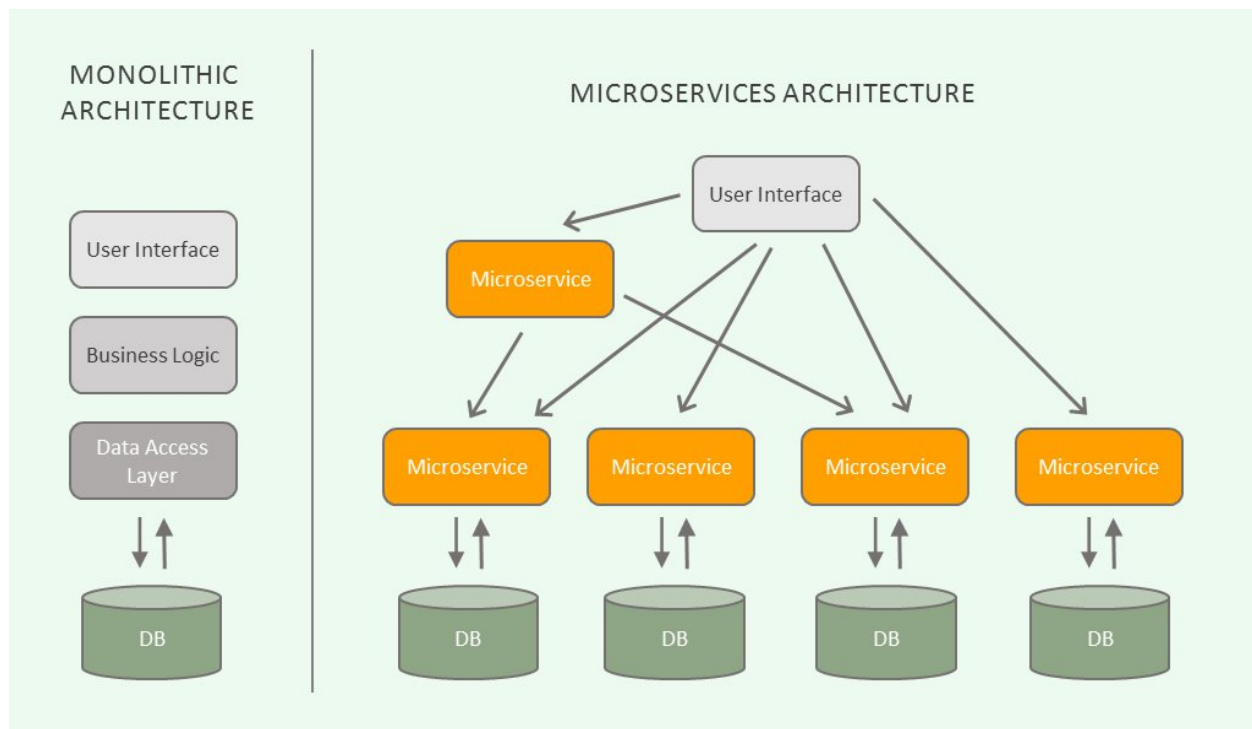 MONOLITHIC
ARCHITECTURE
User Interface
Business Logic
Data Access
Layer
DB
MICROSERVICES ARCHITECTURE
User Interface
Microservice
Microservice
Microservice
Microservice
Microservice
DB
DB
DB
DB